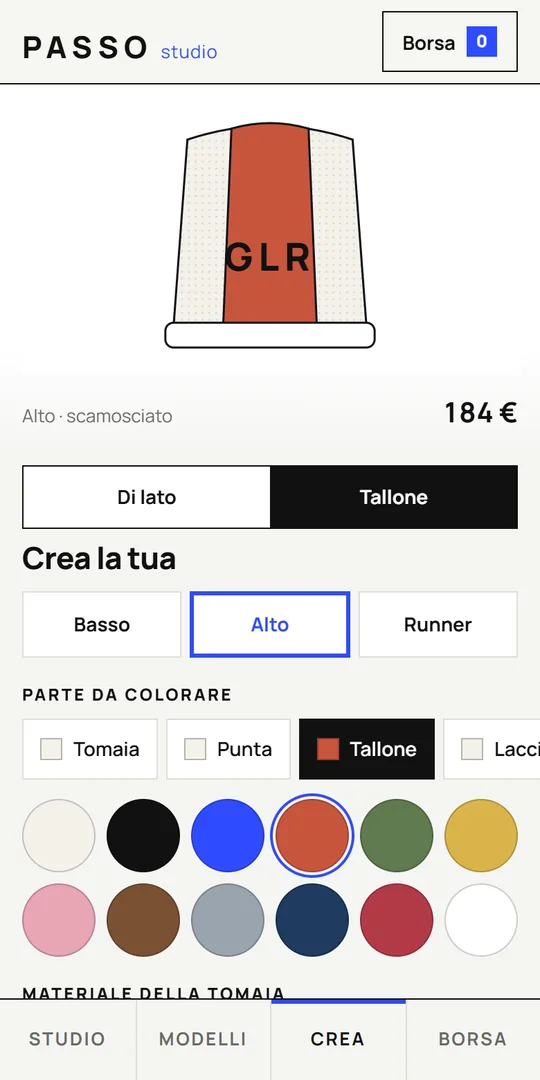 PASSO studio
Borsa 0
GLR
Alto · scamosciato
184 €
Di lato
Tallone
Crea la tua
Basso
Alto
Runner
PARTE DA COLORARE
Tomaia
Punta
Tallone
Lacci
MATERIALE DELLA TOMAIA
STUDIO
MODELLI
CREA
BORSA